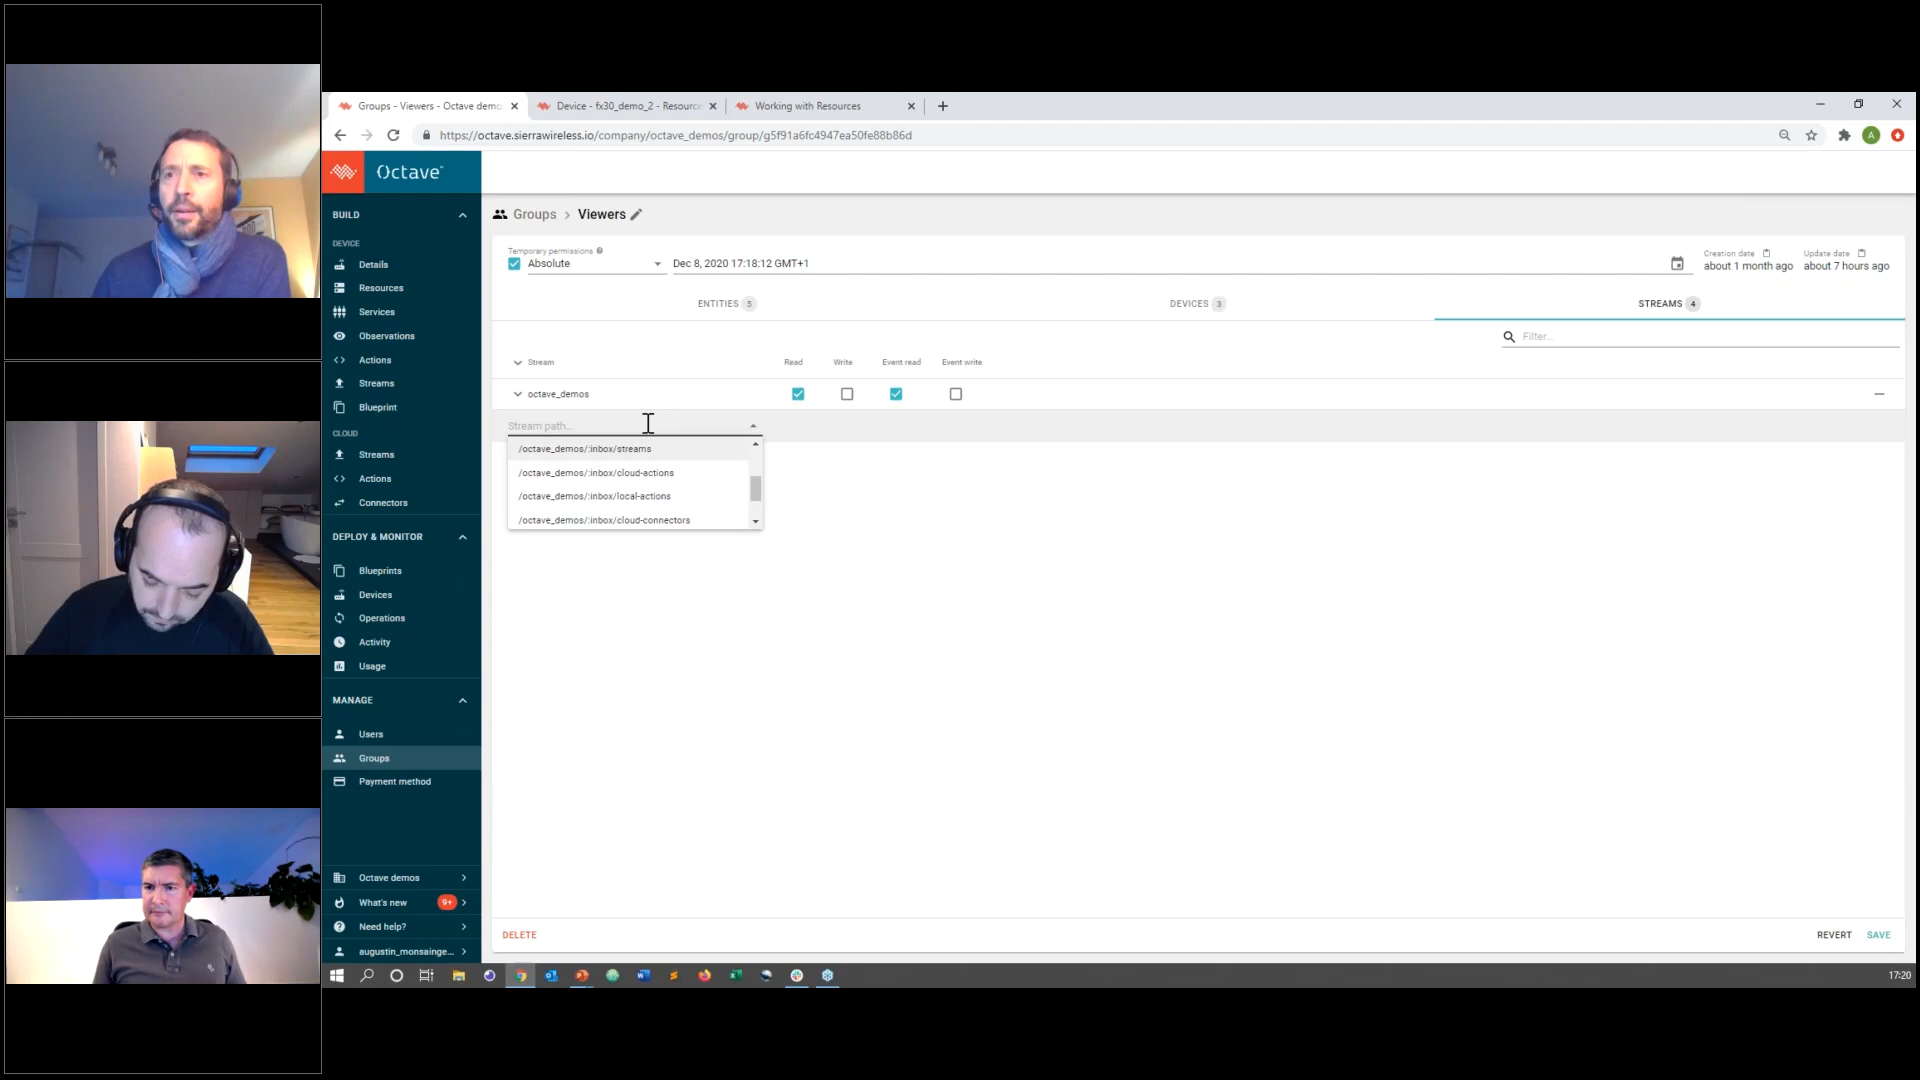 Groups - Viewers - Octave demo
Device - fx30_demo_2 - Resource
Working with Resources
https://octave.sierrawireless.io/company/octave_demos/group/g5f91a6fc4947ea50fe88b86d
A
Octave
BUILD
DEVICE
Details
Resources
Services
Observations
Actions
Streams
Blueprint
CLOUD
Streams
Actions
Connectors
DEPLOY & MONITOR
Blueprints
Devices
Operations
Activity
Usage
MANAGE
Users
Groups
Payment method
Octave demos
What's new 9+
Need help?
augustin_monsainge...
Groups > Viewers
Temporary permissions
Absolute
Dec 8, 2020 17:18:12 GMT+1
Creation date
about 1 month ago
Update date
about 7 hours ago
ENTITIES 5
DEVICES 3
STREAMS 4
Filter...
Stream Read Write Event read Event write
octave_demos
Stream path...
/octave_demos/:inbox/streams
/octave_demos/:inbox/cloud-actions
/octave_demos/:inbox/local-actions
/octave_demos/:inbox/cloud-connectors
DELETE
REVERT SAVE
17:20